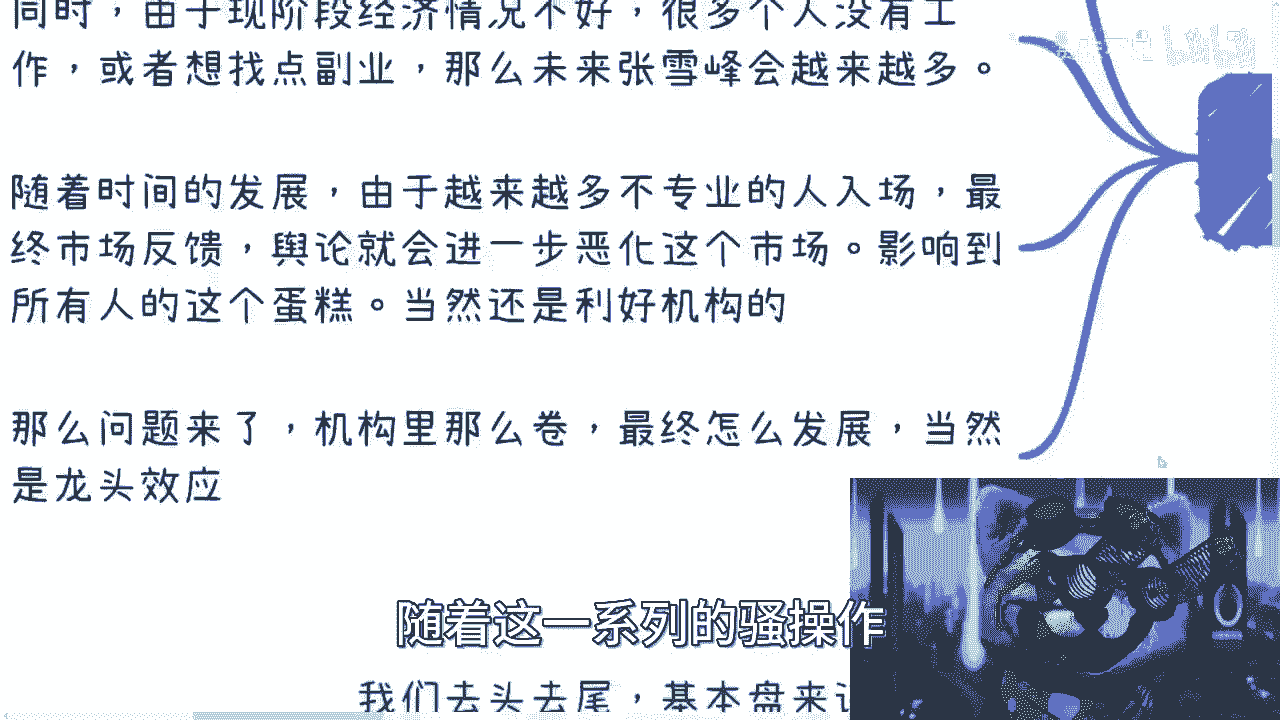 同时，由于现阶段经济情况不好，很多个人没有工
作，或者想找点副业，那么未来张雪峰会越来越多。
随着时间的发展，由于越来越多不专业的人入场，最
终市场反馈，舆论就会进一步恶化这个市场。影响到
所有人的这个蛋糕。当然还是利好机构的
那么问题来了，机构里那么卷，最终怎么发展，当然
是龙头效应
随着这一系列的骚操作
我们去头去尾，基本盘来